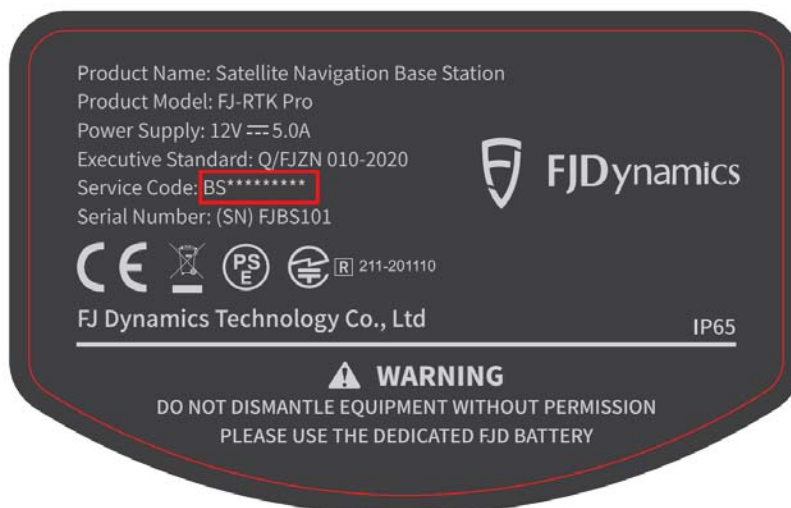 Product Name: Satellite Navigation Base Station
Product Model: FJ-RTK Pro
Power Supply: 12V ⎓ 5.0A
Executive Standard: Q/FJZN 010-2020
Service Code: BS*********
Serial Number: (SN) FJBS101
FJDynamics
CE PS E R 211-201110
FJ Dynamics Technology Co., Ltd
IP65
WARNING
DO NOT DISMANTLE EQUIPMENT WITHOUT PERMISSION
PLEASE USE THE DEDICATED FJD BATTERY